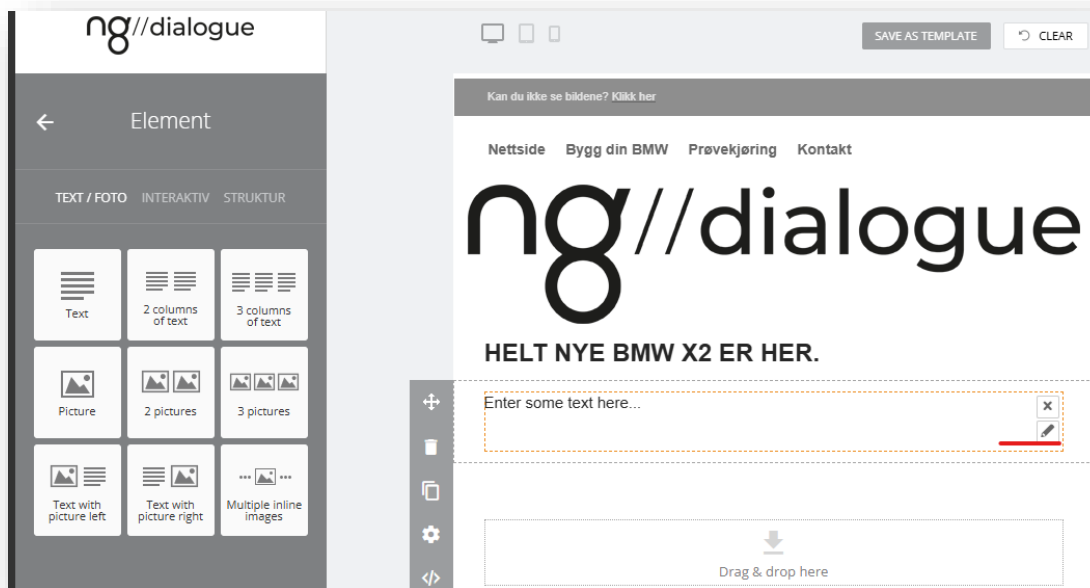 ng//dialogue
SAVE AS TEMPLATE
CLEAR
Element
TEXT / FOTO
INTERAKTIV
STRUKTUR
Text
2 columns
of text
3 columns
of text
Picture
2 pictures
3 pictures
Text with
picture left
Text with
picture right
Multiple inline
images
Kan du ikke se bildene? Klikk her
Nettside
Bygg din BMW
Prøvekjøring
Kontakt
ng//dialogue
HELT NYE BMW X2 ER HER.
Enter some text here...
Drag & drop here